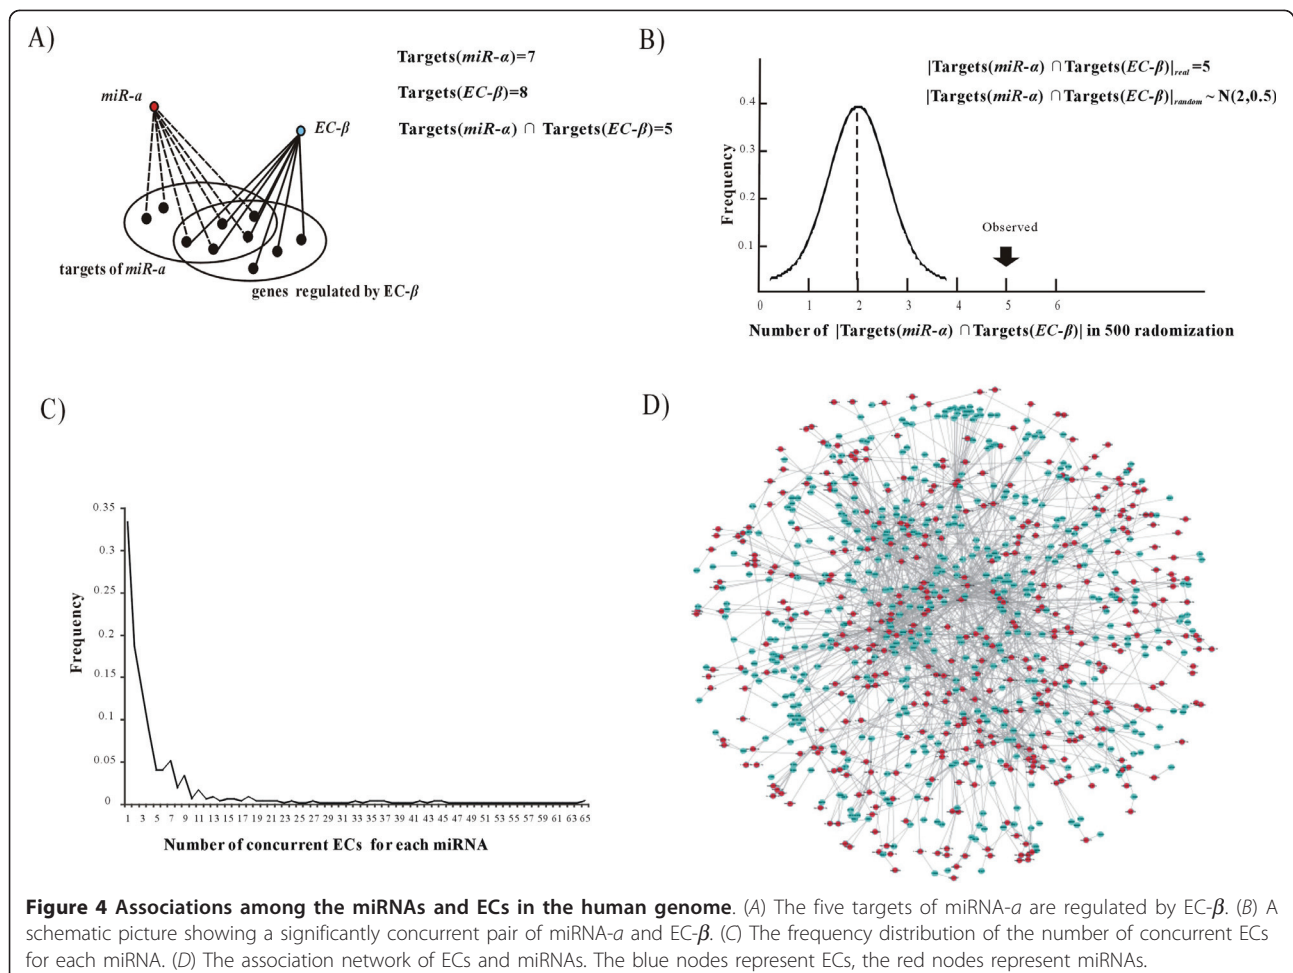 A)
Targets(miR-α)=7
Targets(EC-β)=8
Targets(miR-α) ∩ Targets(EC-β)=5
miR-a
EC-β
targets of miR-a
genes regulated by EC-β
B)
|Targets(miR-α) ∩ Targets(EC-β)|real=5
|Targets(miR-α) ∩ Targets(EC-β)|random ~ N(2,0.5)
Frequency
0.4
0.3
0.2
0.1
Observed
0 1 2 3 4 5 6
Number of |Targets(miR-α) ∩ Targets(EC-β)| in 500 radomization
C)
Frequency
0.35
0.3
0.25
0.2
0.15
0.1
0.05
0
1 3 5 7 9 11 13 15 17 19 21 23 25 27 29 31 33 35 37 39 41 43 45 47 49 51 53 55 57 59 61 63 65
Number of concurrent ECs for each miRNA
D)
Figure 4 Associations among the miRNAs and ECs in the human genome. (A) The five targets of miRNA-a are regulated by EC-β. (B) A
schematic picture showing a significantly concurrent pair of miRNA-a and EC-β. (C) The frequency distribution of the number of concurrent ECs
for each miRNA. (D) The association network of ECs and miRNAs. The blue nodes represent ECs, the red nodes represent miRNAs.